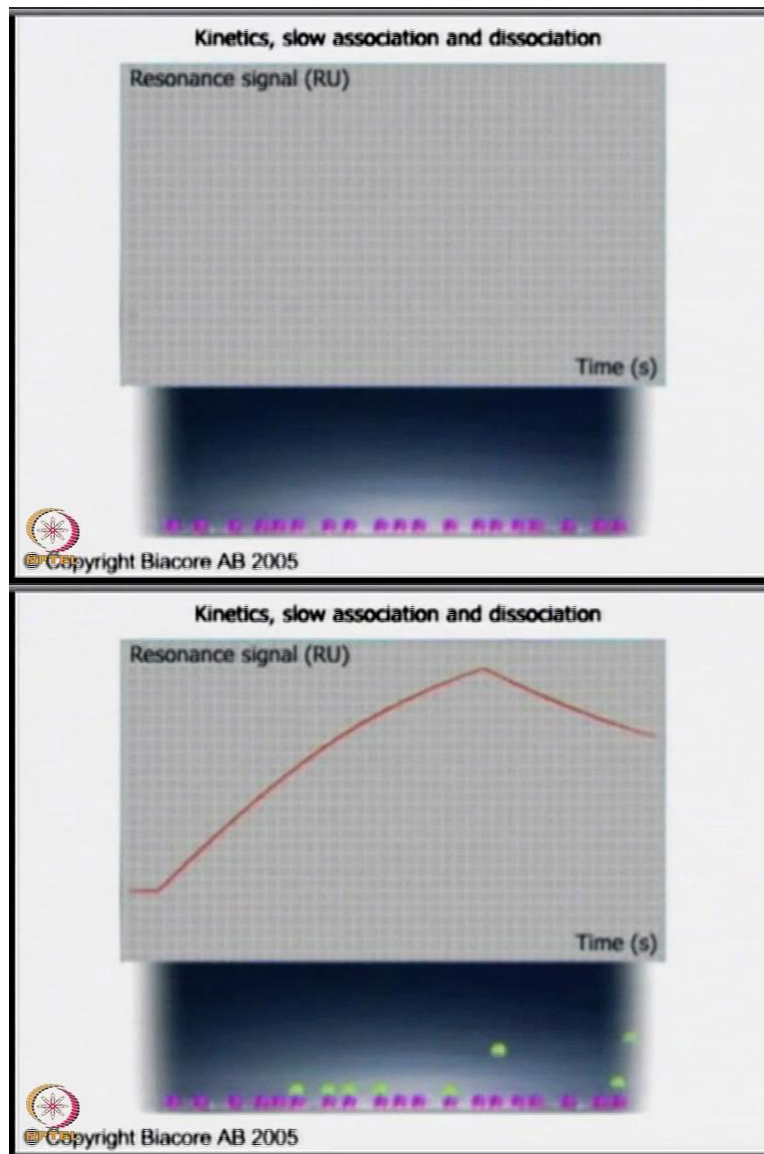 Kinetics, slow association and dissociation
Resonance signal (RU)
Time (s)
© Copyright Biacore AB 2005
Kinetics, slow association and dissociation
Resonance signal (RU)
Time (s)
© Copyright Biacore AB 2005